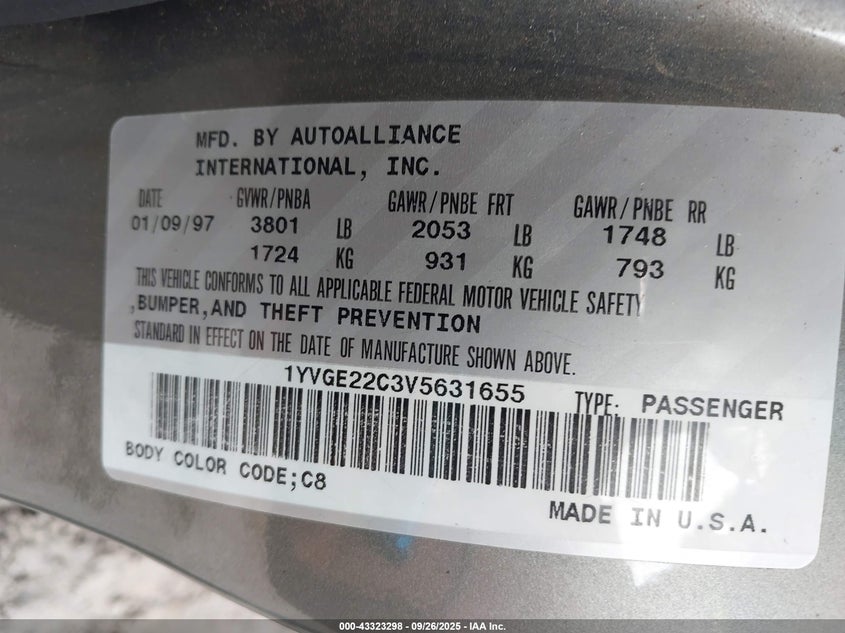 MFD. BY AUTOALLIANCE
INTERNATIONAL, INC.
DATE GVWR/PNBA GAWR/PNBE FRT GAWR/PNBE RR
01/09/97 3801 LB 2053 LB 1748 LB
1724 KG 931 KG 793 KG
THIS VEHICLE CONFORMS TO ALL APPLICABLE FEDERAL MOTOR VEHICLE SAFETY
,BUMPER,AND THEFT PREVENTION
STANDARD IN EFFECT ON THE DATE OF MANUFACTURE SHOWN ABOVE.
1YVGE22C3V5631655 TYPE: PASSENGER
BODY COLOR CODE;C8
MADE IN U.S.A.
000-43323298 - 09/26/2025 - IAA Inc.